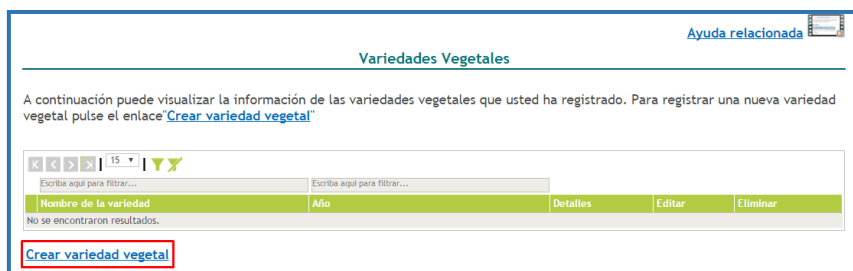 Ayuda relacionada
Variedades Vegetales
A continuación puede visualizar la información de las variedades vegetales que usted ha registrado. Para registrar una nueva variedad
vegetal pulse el enlace"Crear variedad vegetal"
15
Escriba aquí para filtrar... Escriba aquí para filtrar...
Nombre de la variedad Año Detalles Editar Eliminar
No se encontraron resultados.
Crear variedad vegetal